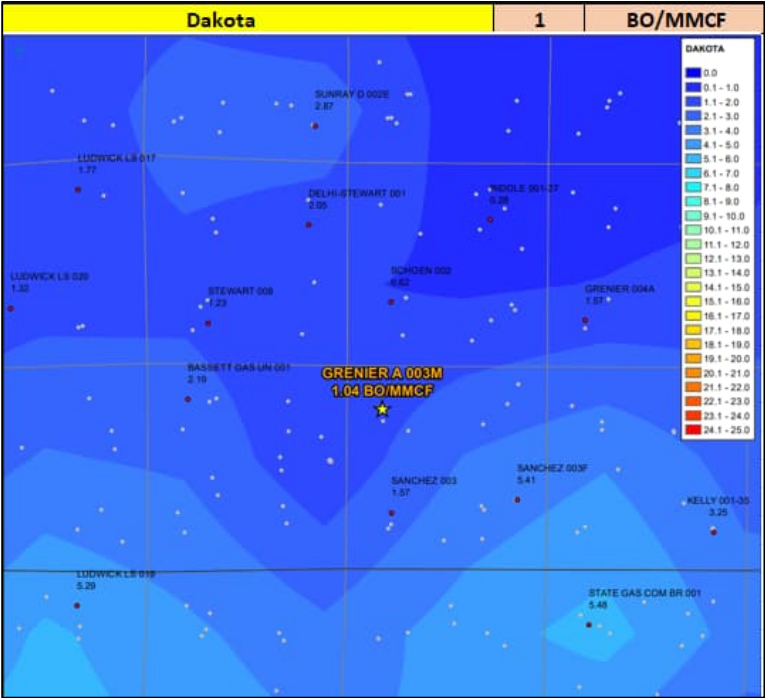 Dakota 1 BO/MMCF
DAKOTA
0.0
0.1 - 1.0
1.1 - 2.0
2.1 - 3.0
3.1 - 4.0
4.1 - 5.0
5.1 - 6.0
6.1 - 7.0
7.1 - 8.0
8.1 - 9.0
9.1 - 10.0
10.1 - 11.0
11.1 - 12.0
12.1 - 13.0
13.1 - 14.0
14.1 - 15.0
15.1 - 16.0
16.1 - 17.0
17.1 - 18.0
18.1 - 19.0
19.1 - 20.0
20.1 - 21.0
21.1 - 22.0
22.1 - 23.0
23.1 - 24.0
24.1 - 25.0
SUNRAY D 002E
2.87
LUDWICK LS 017
1.77
DELHI-STEWART 001
2.05
RIDDLE 001-27
0.28
SCHOEN 002
0.62
LUDWICK LS 020
1.32
STEWART 008
1.23
GRENIER 004A
1.57
BASSETT GAS UN 001
2.19
GRENIER A 003M
1.04 BO/MMCF
SANCHEZ 003
1.57
SANCHEZ 003F
5.41
KELLY 001-35
3.25
LUDWICK LS
5.29
STATE GAS COM BR 001
5.48